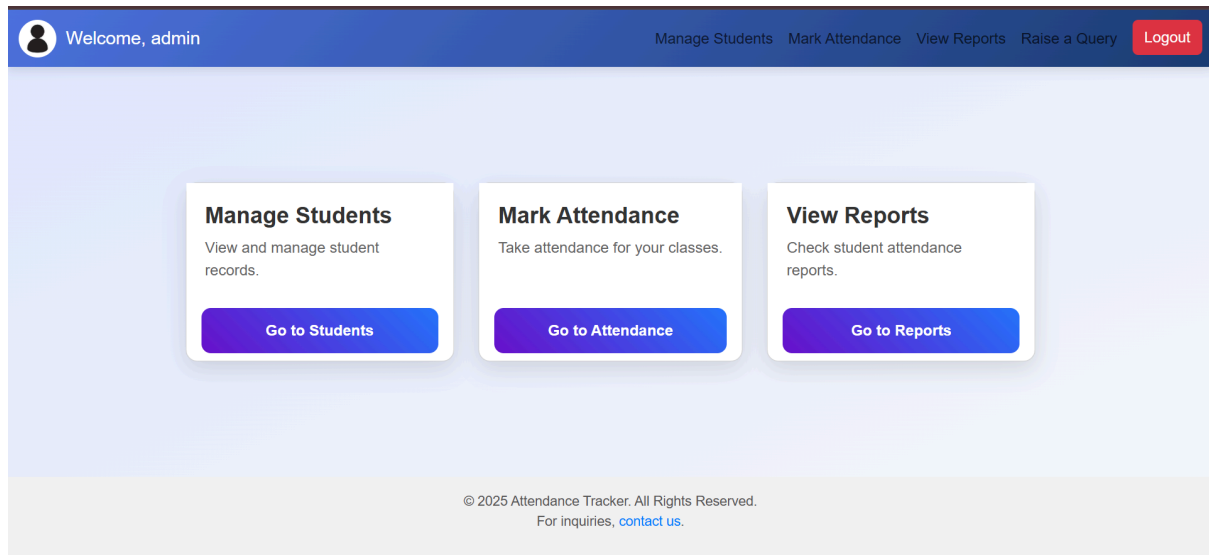 Welcome, admin
Manage Students
Mark Attendance
View Reports
Raise a Query
Logout
Manage Students
View and manage student
records.
Go to Students
Mark Attendance
Take attendance for your classes.
Go to Attendance
View Reports
Check student attendance
reports.
Go to Reports
© 2025 Attendance Tracker. All Rights Reserved.
For inquiries, contact us.